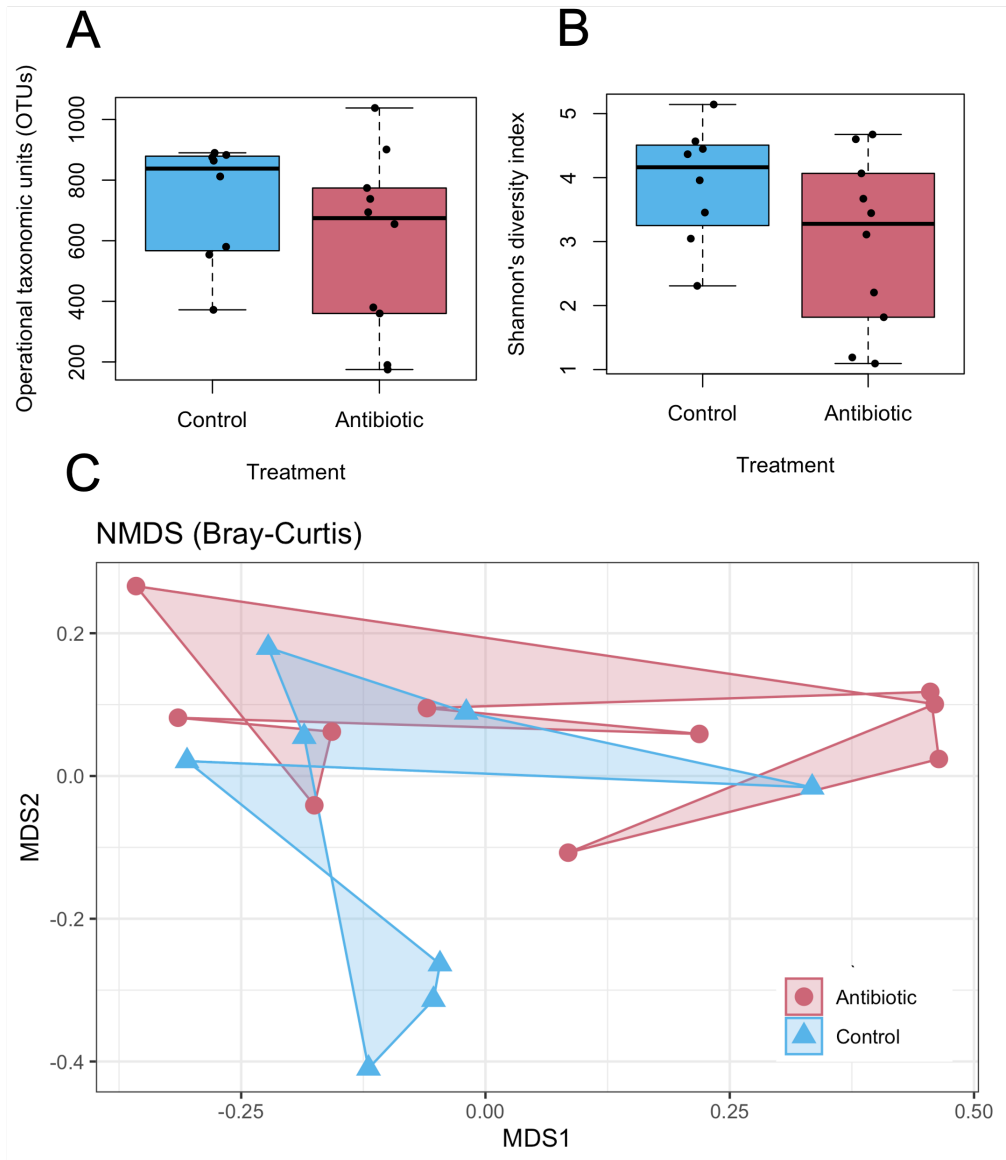 A
Operational taxonomic units (OTUs)
1000
800
600
400
200
Control
Antibiotic
Treatment
B
Shannon's diversity index
5
4
3
2
1
Control
Antibiotic
Treatment
C
NMDS (Bray-Curtis)
MDS2
0.2
0.0
-0.2
-0.4
Antibiotic
Control
-0.25
0.00
0.25
0.50
MDS1